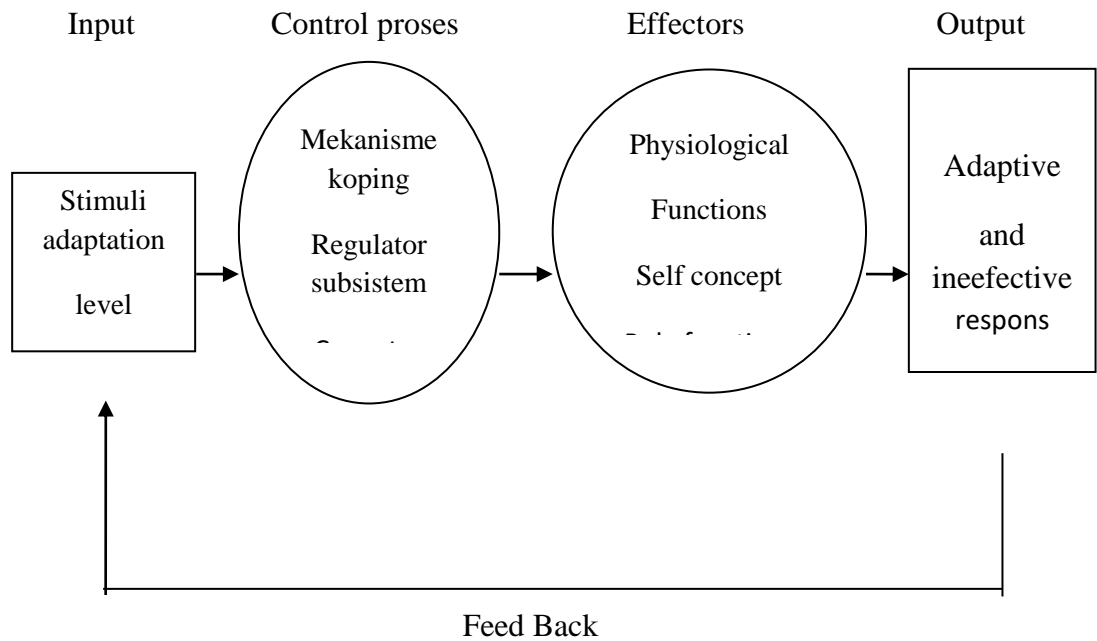 Input
Control proses
Effectors
Output
Stimuli
adaptation
level
Mekanisme
koping
Regulator
subsistem
Physiological
Functions
Self concept
Adaptive
and
ineefective
respons
Feed Back